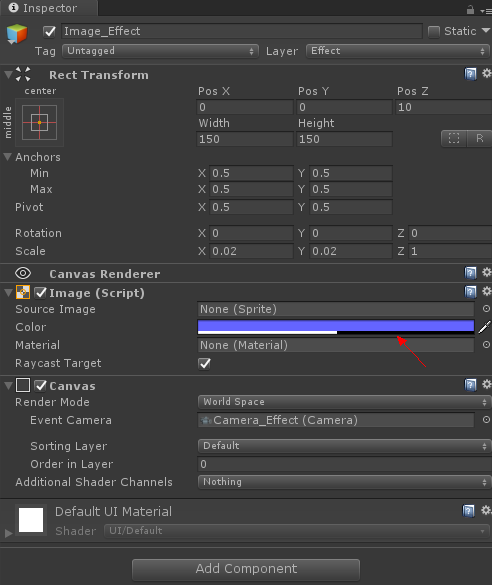 Inspector
Image_Effect Static
Tag Untagged Layer Effect
Rect Transform
center
middle
Pos X Pos Y Pos Z
0 0 10
Width Height
150 150 R
Anchors
Min X 0.5 Y 0.5
Max X 0.5 Y 0.5
Pivot X 0.5 Y 0.5
Rotation X 0 Y 0 Z 0
Scale X 0.02 Y 0.02 Z 1
Canvas Renderer
Image (Script)
Source Image None (Sprite)
Color
Material None (Material)
Raycast Target
Canvas
Render Mode World Space
Event Camera Camera_Effect (Camera)
Sorting Layer Default
Order in Layer 0
Additional Shader Channels Nothing
Default UI Material
Shader UI/Default
Add Component